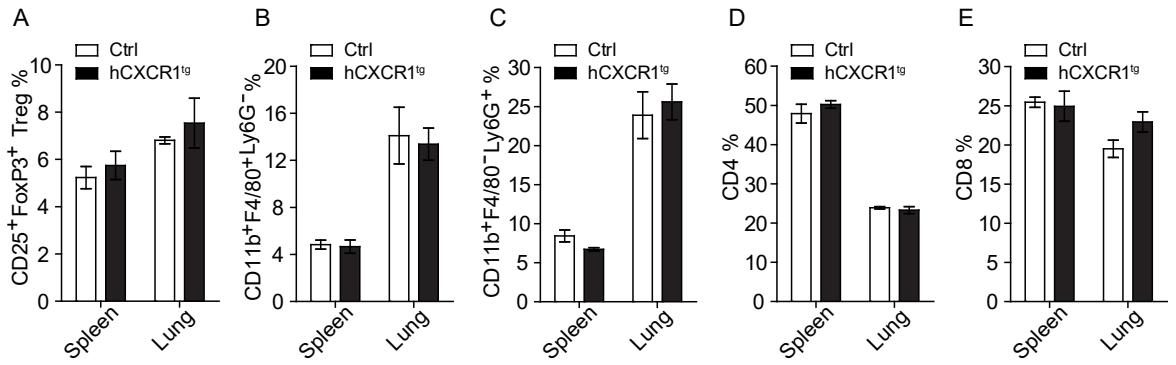 A
Ctrl
hCXCR1ᵗᵍ
CD25⁺FoxP3⁺ Treg %
10
8
6
4
2
0
Spleen
Lung
B
Ctrl
hCXCR1ᵗᵍ
CD11b⁺F4/80⁺Ly6G⁻%
20
16
12
8
4
0
Spleen
Lung
C
Ctrl
hCXCR1ᵗᵍ
CD11b⁺F4/80⁻Ly6G⁺ %
30
25
20
15
10
5
0
Spleen
Lung
D
Ctrl
hCXCR1ᵗᵍ
CD4 %
60
50
40
30
20
10
0
Spleen
Lung
E
Ctrl
hCXCR1ᵗᵍ
CD8 %
30
25
20
15
10
5
0
Spleen
Lung